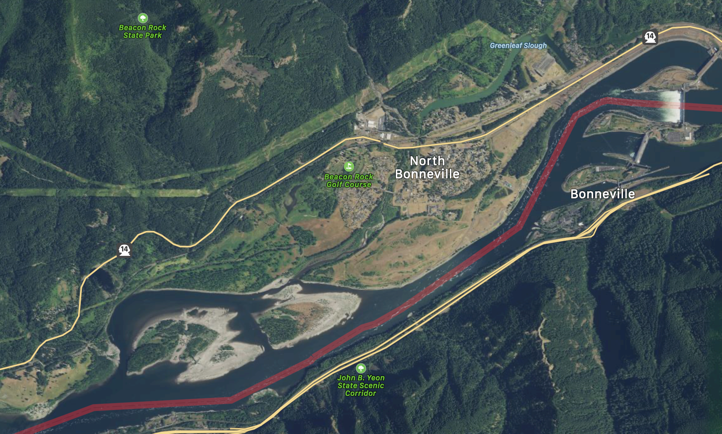 Beacon Rock
State Park
Greenleaf Slough
14
North
Bonneville
Beacon Rock
Golf Course
Bonneville
14
John B. Yeon
State Scenic
Corridor